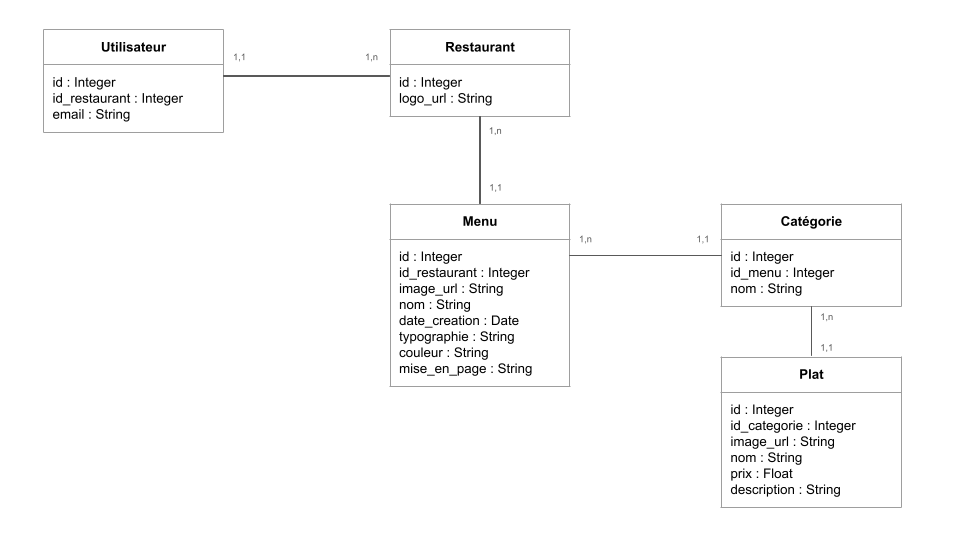 Utilisateur
id : Integer
id_restaurant : Integer
email : String
1,1
1,n
Restaurant
id : Integer
logo_url : String
1,n
1,1
Menu
id : Integer
id_restaurant : Integer
image_url : String
nom : String
date_creation : Date
typographie : String
couleur : String
mise_en_page : String
1,n
1,1
Catégorie
id : Integer
id_menu : Integer
nom : String
1,n
1,1
Plat
id : Integer
id_categorie : Integer
image_url : String
nom : String
prix : Float
description : String